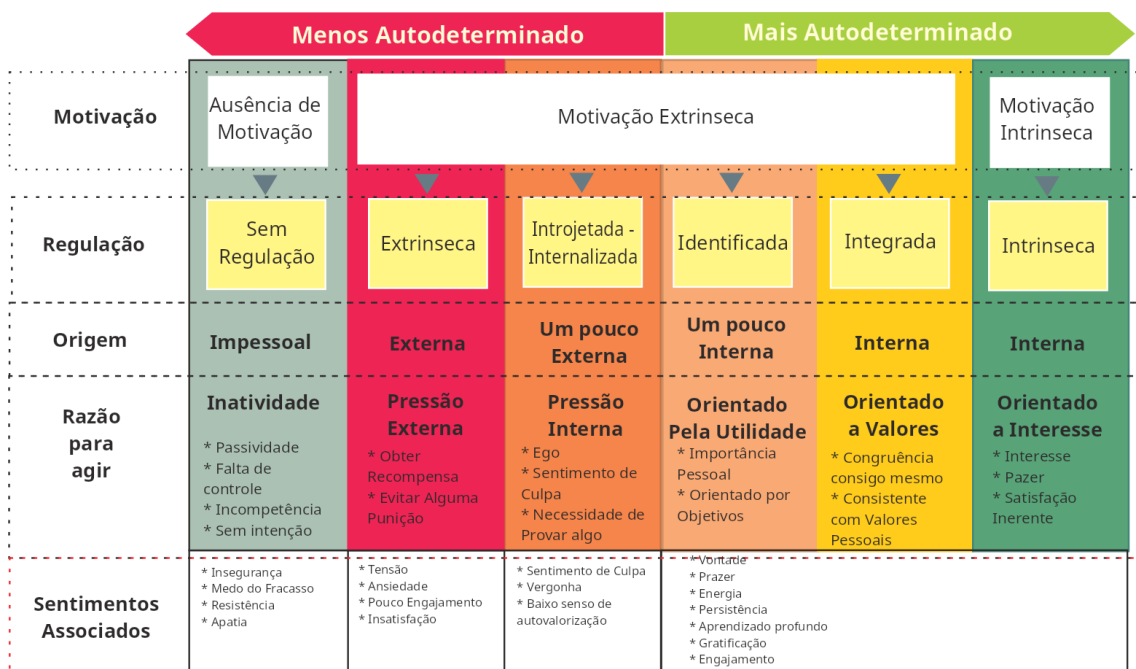 Menos Autodeterminado
Mais Autodeterminado
Motivação
Ausência de
Motivação
Motivação Extrinseca
Motivação
Intrinseca
Regulação
Sem
Regulação
Extrinseca
Introjetada -
Internalizada
Identificada
Integrada
Intrinseca
Origem
Impessoal
Externa
Um pouco
Externa
Um pouco
Interna
Interna
Interna
Razão
para
agir
Inatividade
* Passividade
* Falta de
controle
* Incompetência
* Sem intenção
Pressão
Externa
* Obter
Recompensa
* Evitar Alguma
Punição
Pressão
Interna
* Ego
* Sentimento de
Culpa
* Necessidade de
Provar algo
Orientado
Pela Utilidade
* Importância
Pessoal
* Orientado por
Objetivos
Orientado
a Valores
* Congruência
consigo mesmo
* Consistente
com Valores
Pessoais
Orientado
a Interesse
* Interesse
* Pazer
* Satisfação
Inerente
Sentimentos
Associados
* Insegurança
* Medo do Fracasso
* Resistência
* Apatia
* Tensão
* Ansiedade
* Pouco Engajamento
* Insatisfação
* Sentimento de Culpa
* Vergonha
* Baixo senso de
autovalorização
* Vontade
* Prazer
* Energia
* Persistência
* Aprendizado profundo
* Gratificação
* Engajamento